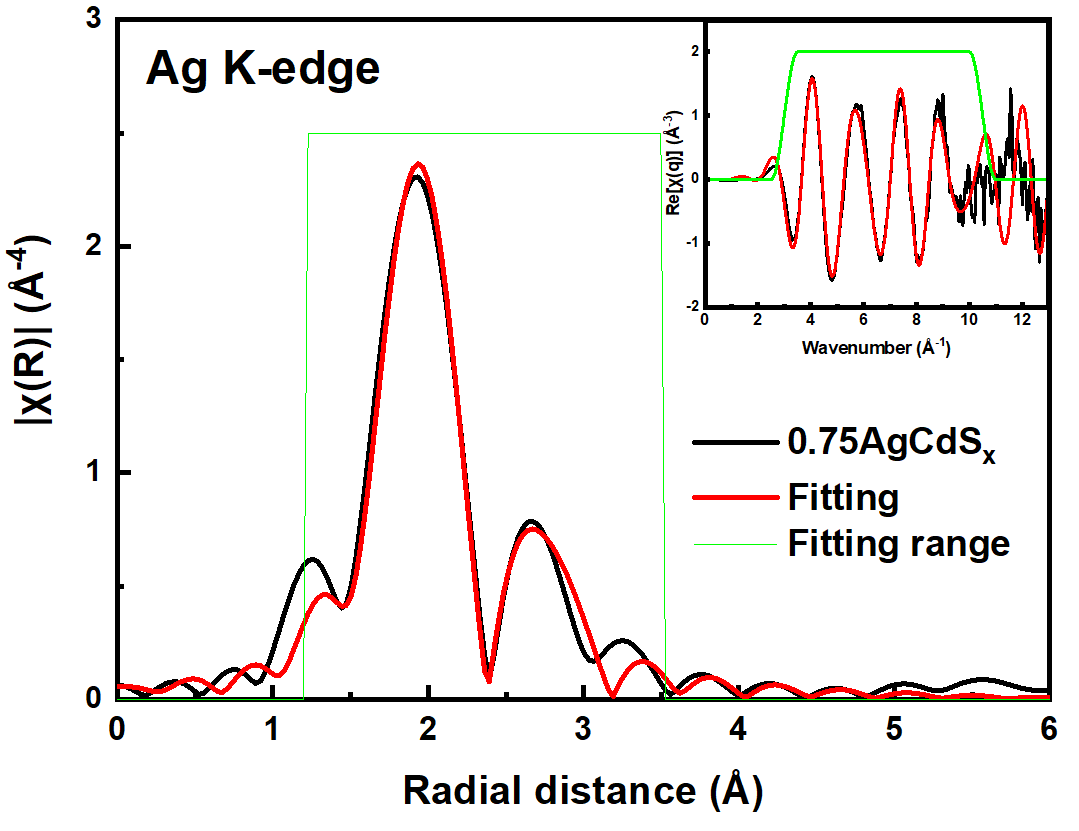 Ag K-edge
|χ(R)| (Å-4)
3
2
1
0
0 1 2 3 4 5 6
Radial distance (Å)
Re[χ(q)] (Å-3)
2
1
0
-1
-2
0 2 4 6 8 10 12
Wavenumber (Å-1)
0.75AgCdSx
Fitting
Fitting range